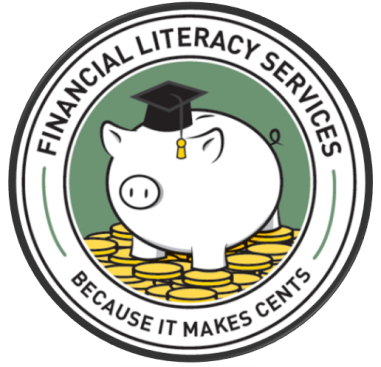 FINANCIAL LITERACY SERVICES
BECAUSE IT MAKES CENTS